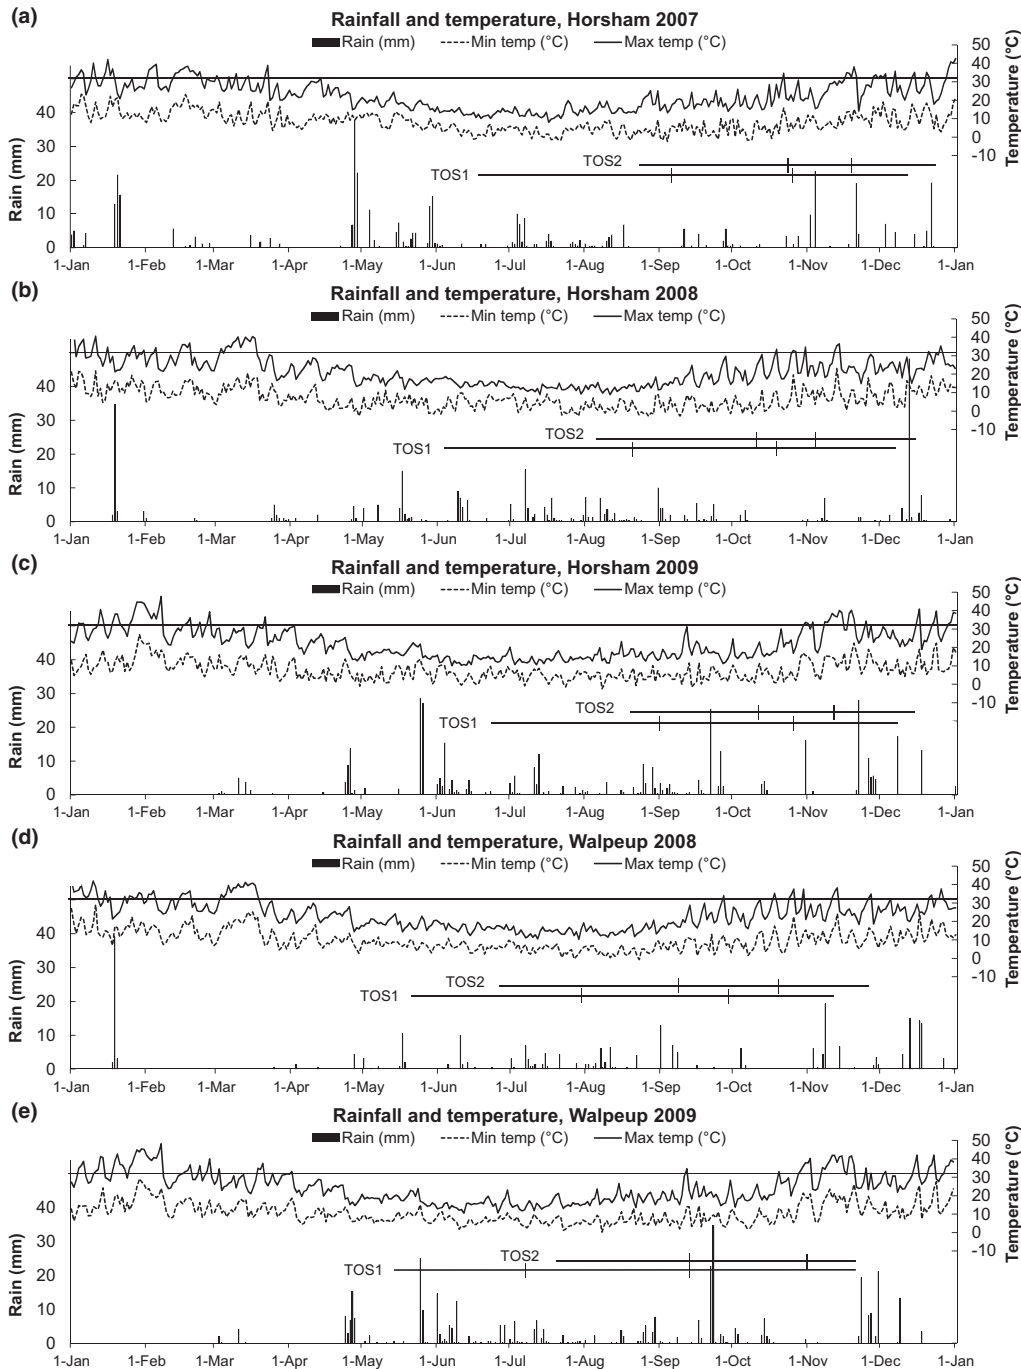 (a)
Rainfall and temperature, Horsham 2007
Rain (mm) Min temp (°C) Max temp (°C)
50
40
30
20
10
0
-10
Temperature (°C)
40
30
20
10
0
Rain (mm)
TOS2
TOS1
1-Jan 1-Feb 1-Mar 1-Apr 1-May 1-Jun 1-Jul 1-Aug 1-Sep 1-Oct 1-Nov 1-Dec 1-Jan
(b)
Rainfall and temperature, Horsham 2008
Rain (mm) Min temp (°C) Max temp (°C)
50
40
30
20
10
0
-10
Temperature (°C)
40
30
20
10
0
Rain (mm)
TOS2
TOS1
1-Jan 1-Feb 1-Mar 1-Apr 1-May 1-Jun 1-Jul 1-Aug 1-Sep 1-Oct 1-Nov 1-Dec 1-Jan
(c)
Rainfall and temperature, Horsham 2009
Rain (mm) Min temp (°C) Max temp (°C)
50
40
30
20
10
0
-10
Temperature (°C)
40
30
20
10
0
Rain (mm)
TOS2
TOS1
1-Jan 1-Feb 1-Mar 1-Apr 1-May 1-Jun 1-Jul 1-Aug 1-Sep 1-Oct 1-Nov 1-Dec 1-Jan
(d)
Rainfall and temperature, Walpeup 2008
Rain (mm) Min temp (°C) Max temp (°C)
50
40
30
20
10
0
-10
Temperature (°C)
40
30
20
10
0
Rain (mm)
TOS2
TOS1
1-Jan 1-Feb 1-Mar 1-Apr 1-May 1-Jun 1-Jul 1-Aug 1-Sep 1-Oct 1-Nov 1-Dec 1-Jan
(e)
Rainfall and temperature, Walpeup 2009
Rain (mm) Min temp (°C) Max temp (°C)
50
40
30
20
10
0
-10
Temperature (°C)
40
30
20
10
0
Rain (mm)
TOS2
TOS1
1-Jan 1-Feb 1-Mar 1-Apr 1-May 1-Jun 1-Jul 1-Aug 1-Sep 1-Oct 1-Nov 1-Dec 1-Jan